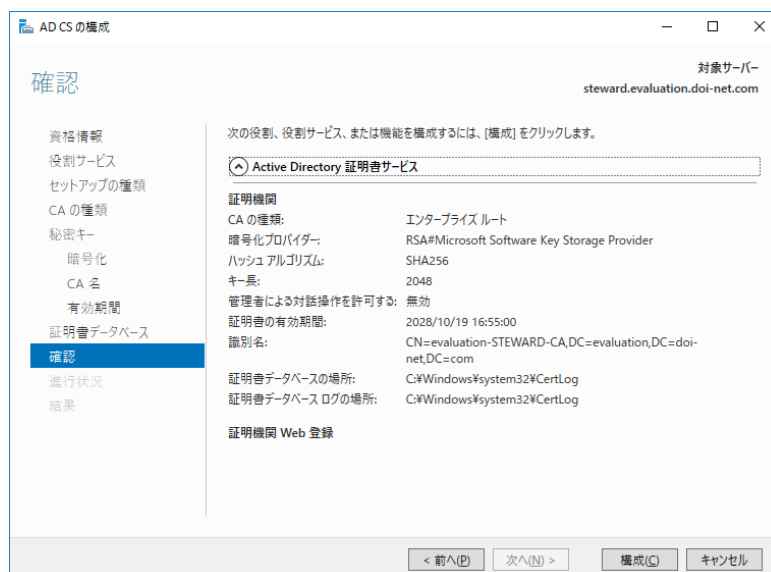 AD CS の構成
確認
対象サーバー
steward.evaluation.doi-net.com
資格情報
役割サービス
セットアップの種類
CA の種類
秘密キー
暗号化
CA 名
有効期間
証明書データベース
確認
進行状況
結果
次の役割、役割サービス、または機能を構成するには、[構成] をクリックします。
Active Directory 証明書サービス
証明機関
CA の種類: エンタープライズ ルート
暗号化プロバイダー: RSA#Microsoft Software Key Storage Provider
ハッシュ アルゴリズム: SHA256
キー長: 2048
管理者による対話操作を許可する: 無効
証明書の有効期間: 2028/10/19 16:55:00
識別名: CN=evaluation-STEWARD-CA,DC=evaluation,DC=doi-
net,DC=com
証明書データベースの場所: C:¥Windows¥system32¥CertLog
証明書データベース ログの場所: C:¥Windows¥system32¥CertLog
証明機関 Web 登録
< 前へ(P) 次へ(N) > 構成(C) キャンセル